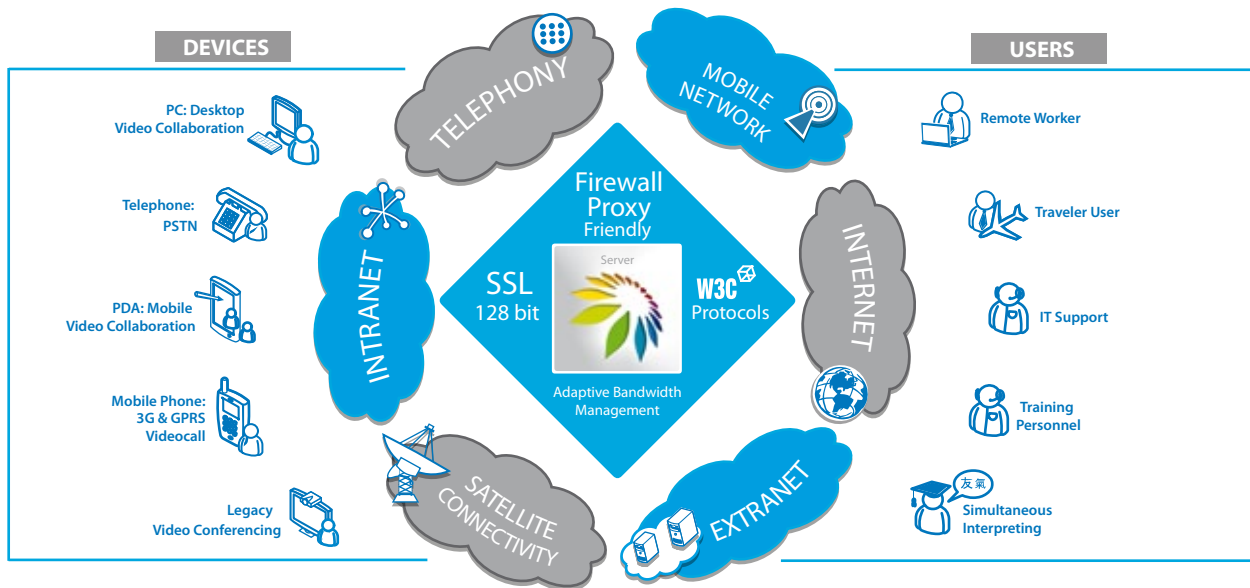 DEVICES
PC: Desktop
Video Collaboration
Telephone:
PSTN
PDA: Mobile
Video Collaboration
Mobile Phone:
3G & GPRS
Videocall
Legacy
Video Conferencing
TELEPHONY
MOBILE
NETWORK
INTRANET
INTERNET
SATELLITE
CONNECTIVITY
EXTRANET
Firewall
Proxy
Friendly
Server
SSL
128 bit
W3C
Protocols
Adaptive Bandwidth
Management
USERS
Remote Worker
Traveler User
IT Support
Training
Personnel
友氣
Simultaneous
Interpreting